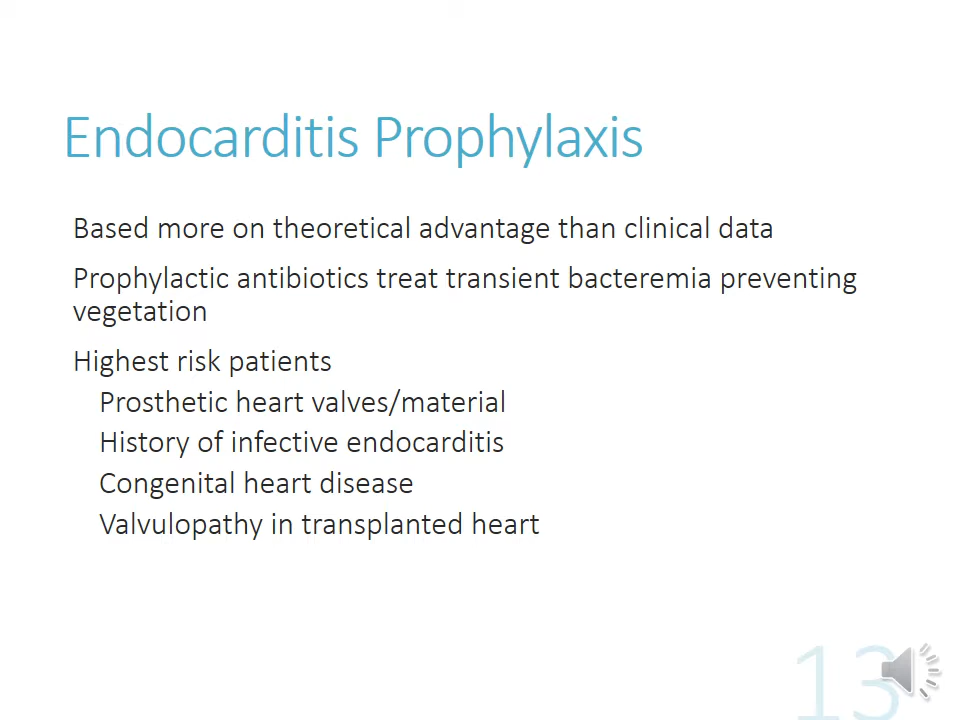 Endocarditis Prophylaxis
Based more on theoretical advantage than clinical data
Prophylactic antibiotics treat transient bacteremia preventing
vegetation
Highest risk patients
Prosthetic heart valves/material
History of infective endocarditis
Congenital heart disease
Valvulopathy in transplanted heart
13